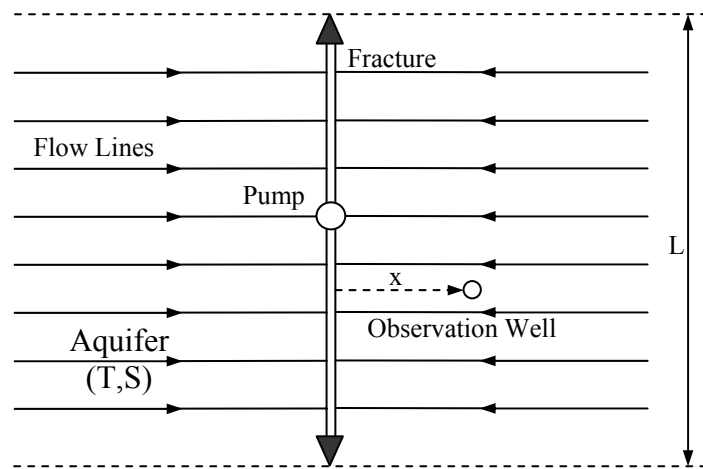 Fracture
Flow Lines
Pump
L
x
Observation Well
Aquifer
(T,S)